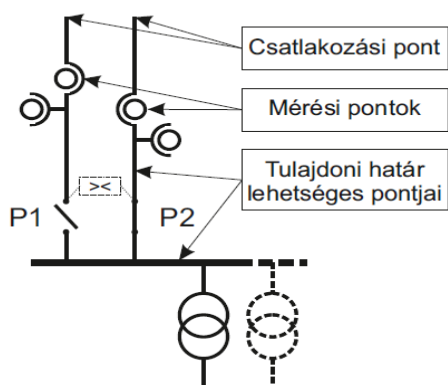 Csatlakozási pont
Mérési pontok
Tulajdoni határ
lehetséges pontjai
P1
><
P2